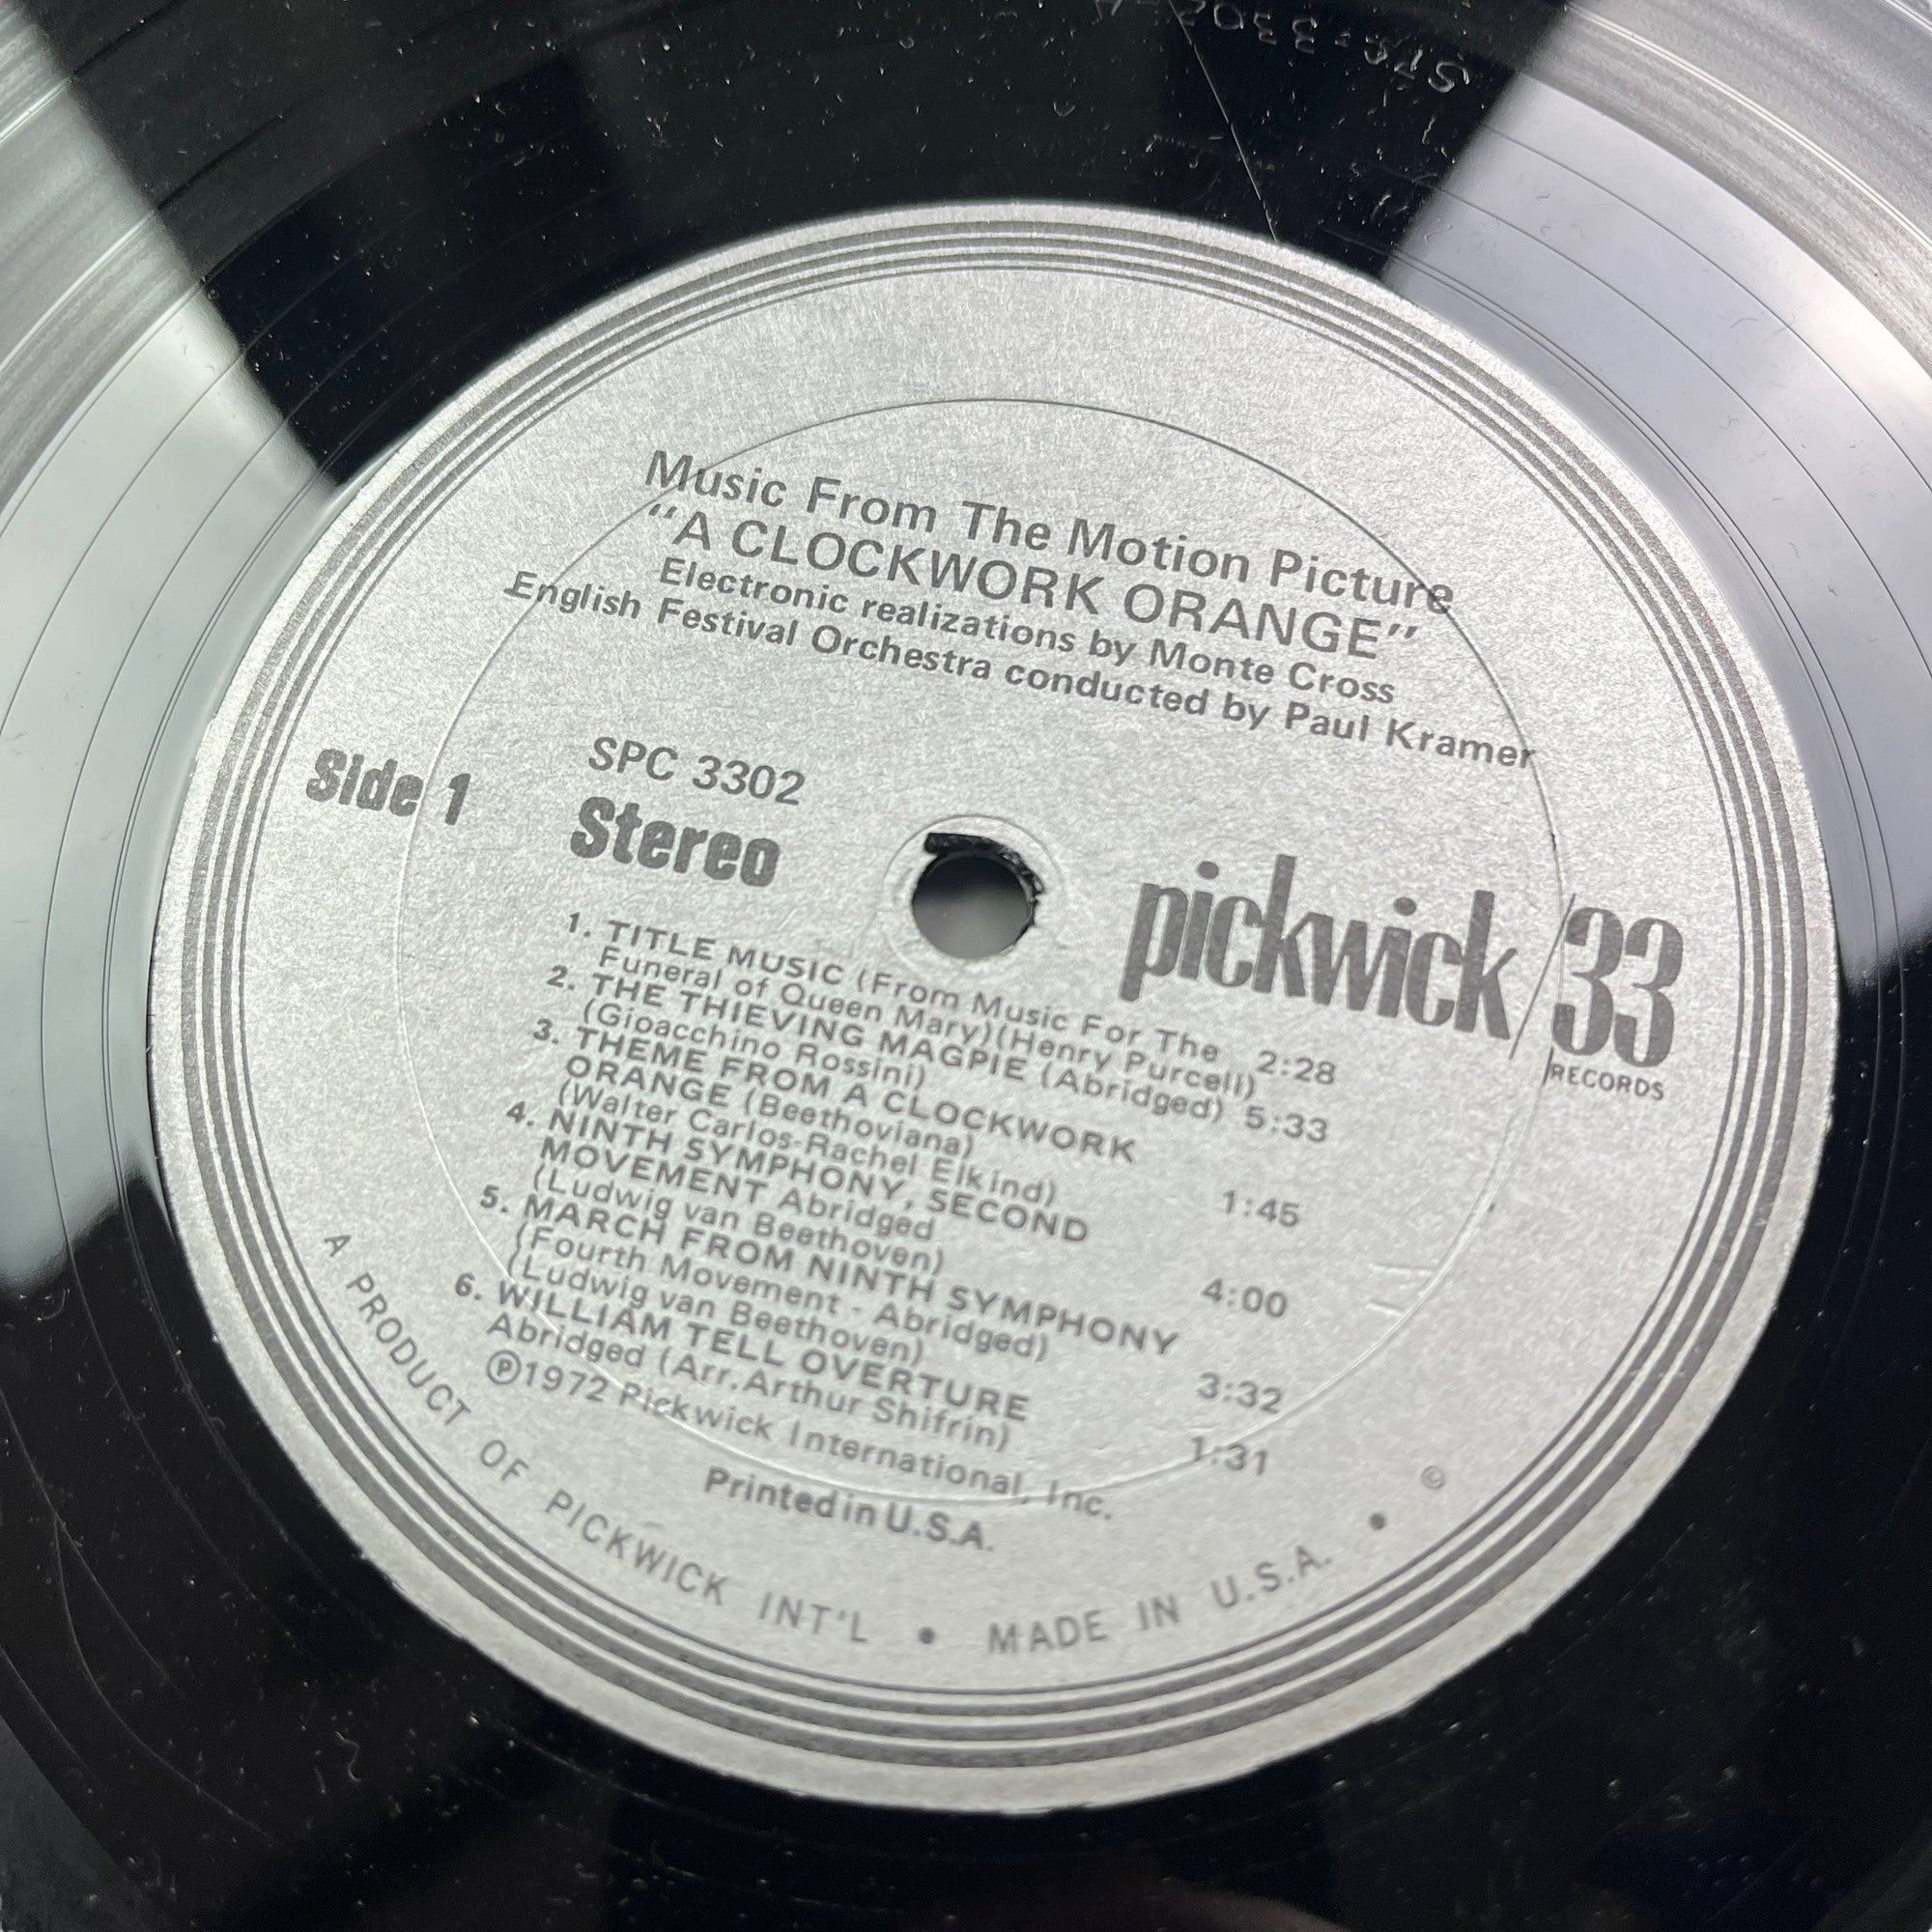 SPC-3302-A
Music From The Motion Picture
“A CLOCKWORK ORANGE”
Electronic realizations by Monte Cross
English Festival Orchestra conducted by Paul Kramer
Side 1
SPC 3302
Stereo
pickwick/33
RECORDS
1. TITLE MUSIC (From Music For The
Funeral of Queen Mary)(Henry Purcell) 2:28
2. THE THIEVING MAGPIE (Abridged) 5:33
(Gioacchino Rossini)
3. THEME FROM A CLOCKWORK
ORANGE (Beethoviana)
(Walter Carlos-Rachel Elkind) 1:45
4. NINTH SYMPHONY, SECOND
MOVEMENT Abridged
(Ludwig van Beethoven) 4:00
5. MARCH FROM NINTH SYMPHONY
(Fourth Movement - Abridged)
(Ludwig van Beethoven) 3:32
6. WILLIAM TELL OVERTURE
Abridged (Arr.Arthur Shifrin) 1:31
Ⓟ1972 Pickwick International, Inc.
Printed in U.S.A.
A PRODUCT OF PICKWICK INT'L • MADE IN U.S.A. • ©